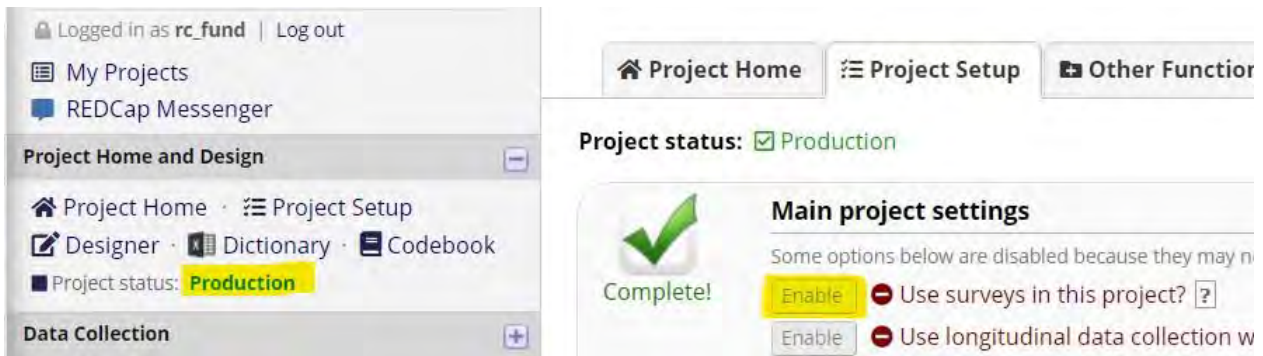 Logged in as rc_fund | Log out
My Projects
REDCap Messenger
Project Home and Design
Project Home · Project Setup
Designer · Dictionary · Codebook
Project status: Production
Data Collection
Project Home
Project Setup
Other Function
Project status: Production
Complete!
Main project settings
Some options below are disabled because they may n
Enable Use surveys in this project? ?
Enable Use longitudinal data collection w